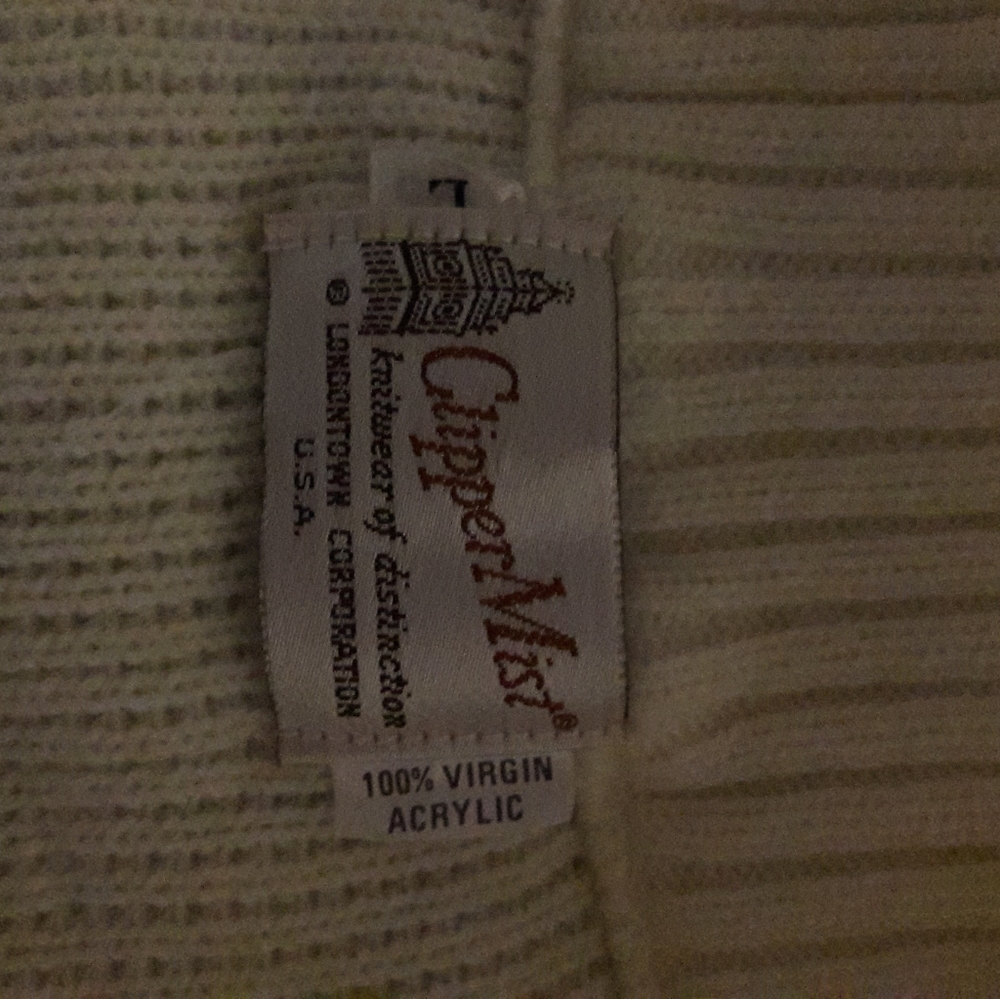 L
ClipperMist®
knitwear of distinction
© LONDONTOWN CORPORATION
U.S.A.
100% VIRGIN
ACRYLIC